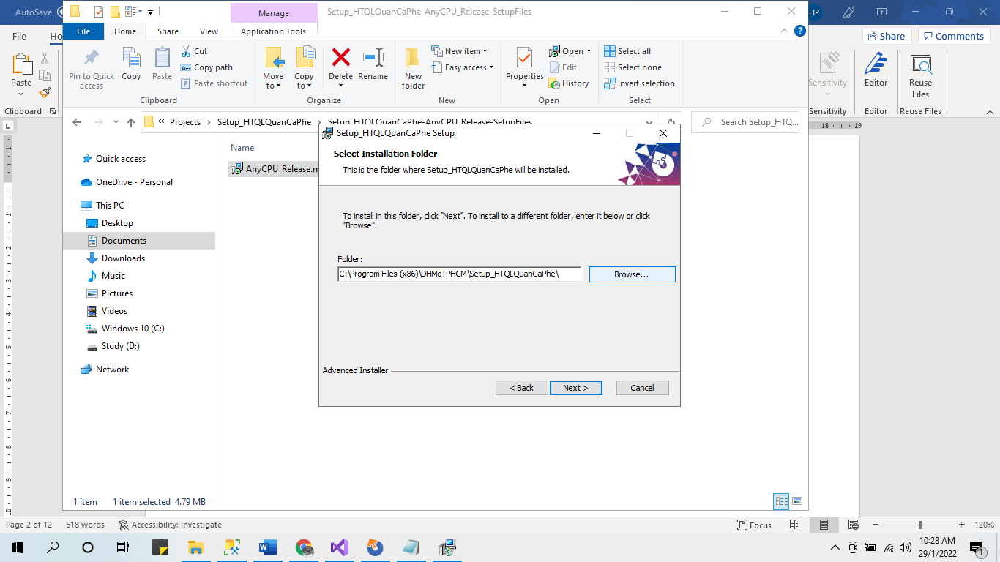 AutoSave
Setup_HTQLQuanCaPhe-AnyCPU_Release-SetupFiles
Manage
HP
File
Home
Share
View
Application Tools
File
Ho
Share
Comments
Paste
Clipboard
Pin to Quick access
Copy
Paste
Cut
Copy path
Paste shortcut
Clipboard
Move to
Copy to
Delete
Rename
Organize
New folder
New item
Easy access
New
Properties
Open
Edit
History
Open
Select all
Select none
Invert selection
Select
Sensitivity
Editor
Reuse Files
Sensitivity
Editor
Reuse Files
« Projects > Setup_HTQLQuanCaPhe > Setup_HTQLQuanCaPhe-AnyCPU_Release-SetupFiles
Search Setup_HTQ...
18 19
Name
AnyCPU_Release.m
Quick access
OneDrive - Personal
This PC
Desktop
Documents
Downloads
Music
Pictures
Videos
Windows 10 (C:)
Study (D:)
Network
Setup_HTQLQuanCaPhe Setup
Select Installation Folder
This is the folder where Setup_HTQLQuanCaPhe will be installed.
To install in this folder, click "Next". To install to a different folder, enter it below or click
"Browse".
Folder:
C:\Program Files (x86)\DHMoTPHCM\Setup_HTQLQuanCaPhe\
Browse...
Advanced Installer
< Back
Next >
Cancel
1 item
1 item selected 4.79 MB
Page 2 of 12
618 words
Accessibility: Investigate
Focus
120%
10:28 AM
29/1/2022
1